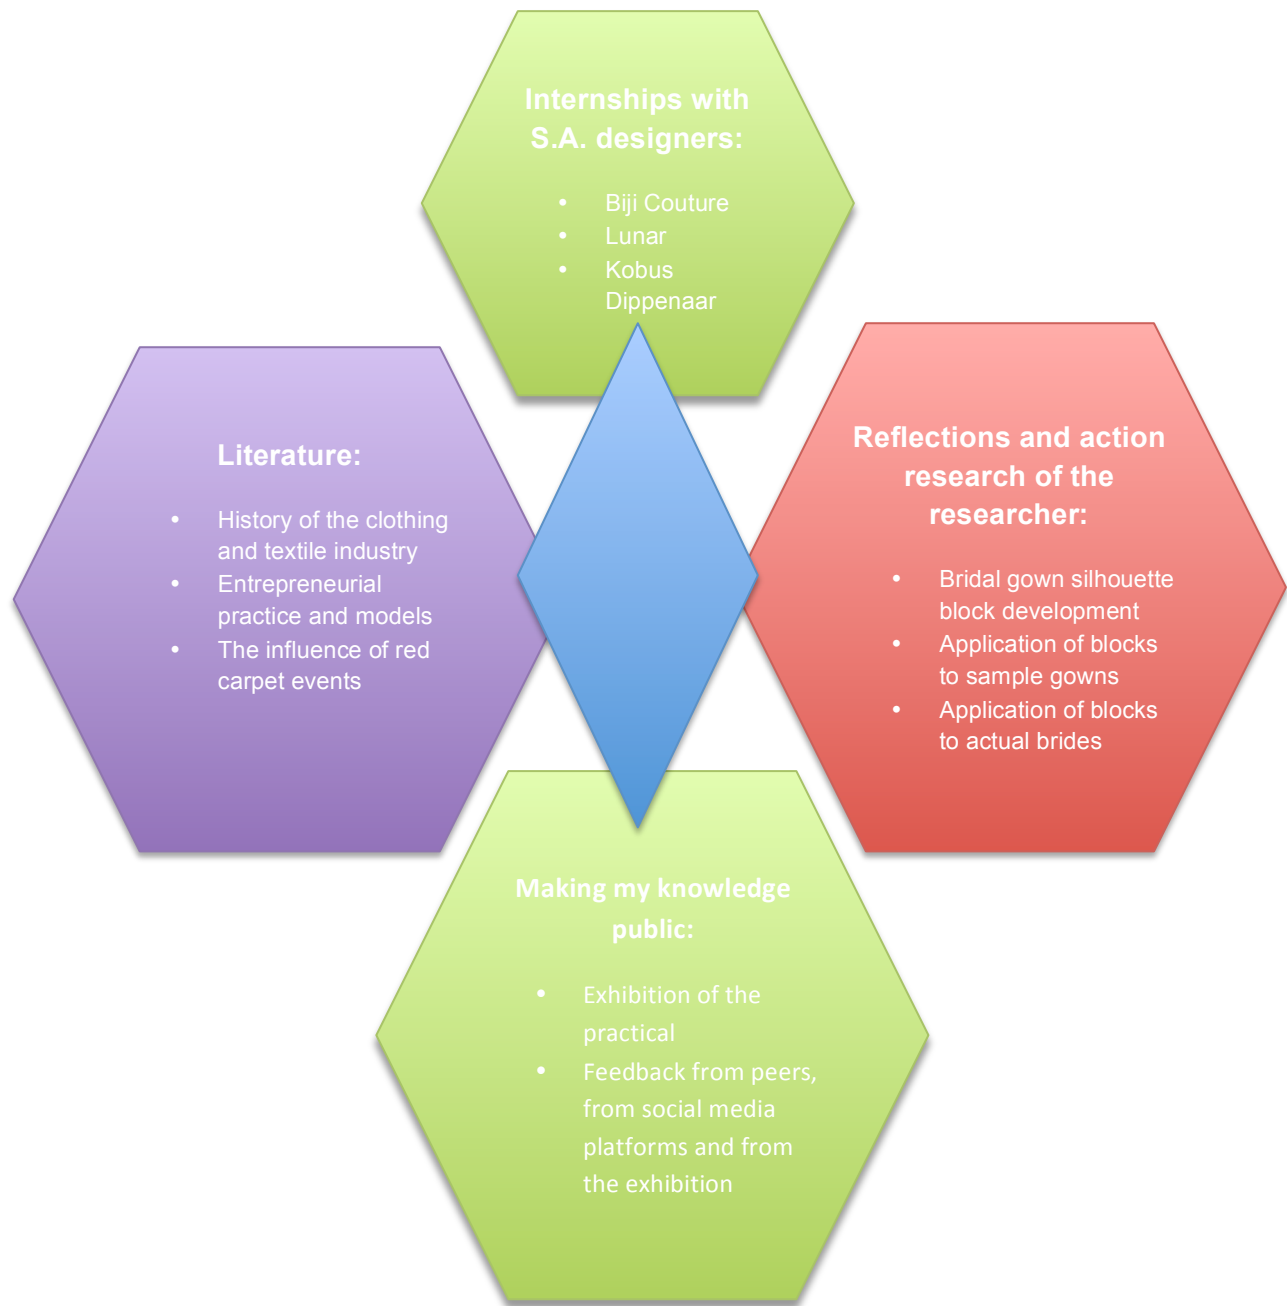 Internships with
S.A. designers:
• Biji Couture
• Lunar
• Kobus
Dippenaar
Literature:
• History of the clothing
and textile industry
• Entrepreneurial
practice and models
• The influence of red
carpet events
Reflections and action
research of the
researcher:
• Bridal gown silhouette
block development
• Application of blocks
to sample gowns
• Application of blocks
to actual brides
Making my knowledge
public:
• Exhibition of the
practical
• Feedback from peers,
from social media
platforms and from
the exhibition